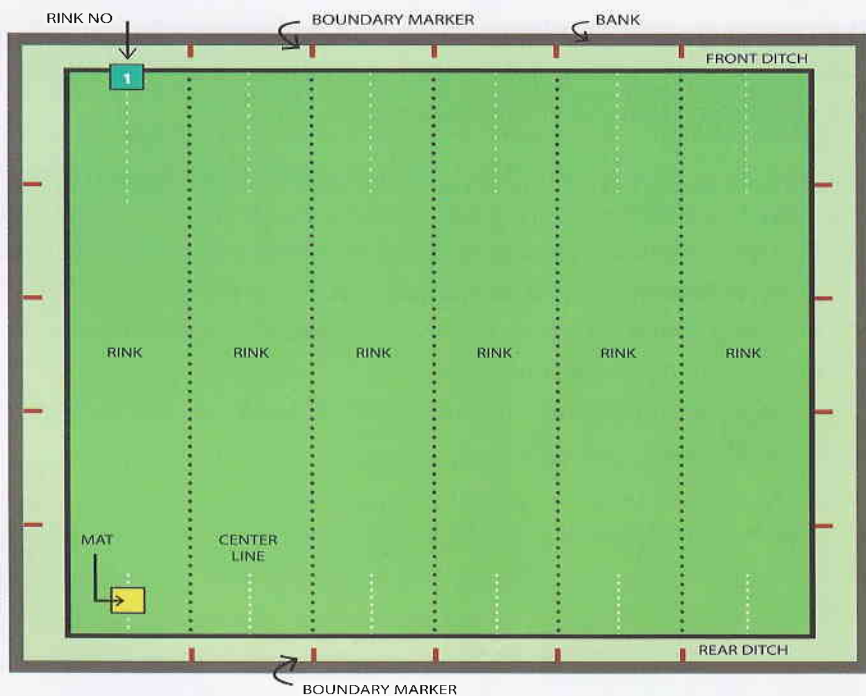 RINK NO
BOUNDARY MARKER
BANK
FRONT DITCH
1
RINK
RINK
RINK
RINK
RINK
RINK
MAT
CENTER
LINE
REAR DITCH
BOUNDARY MARKER